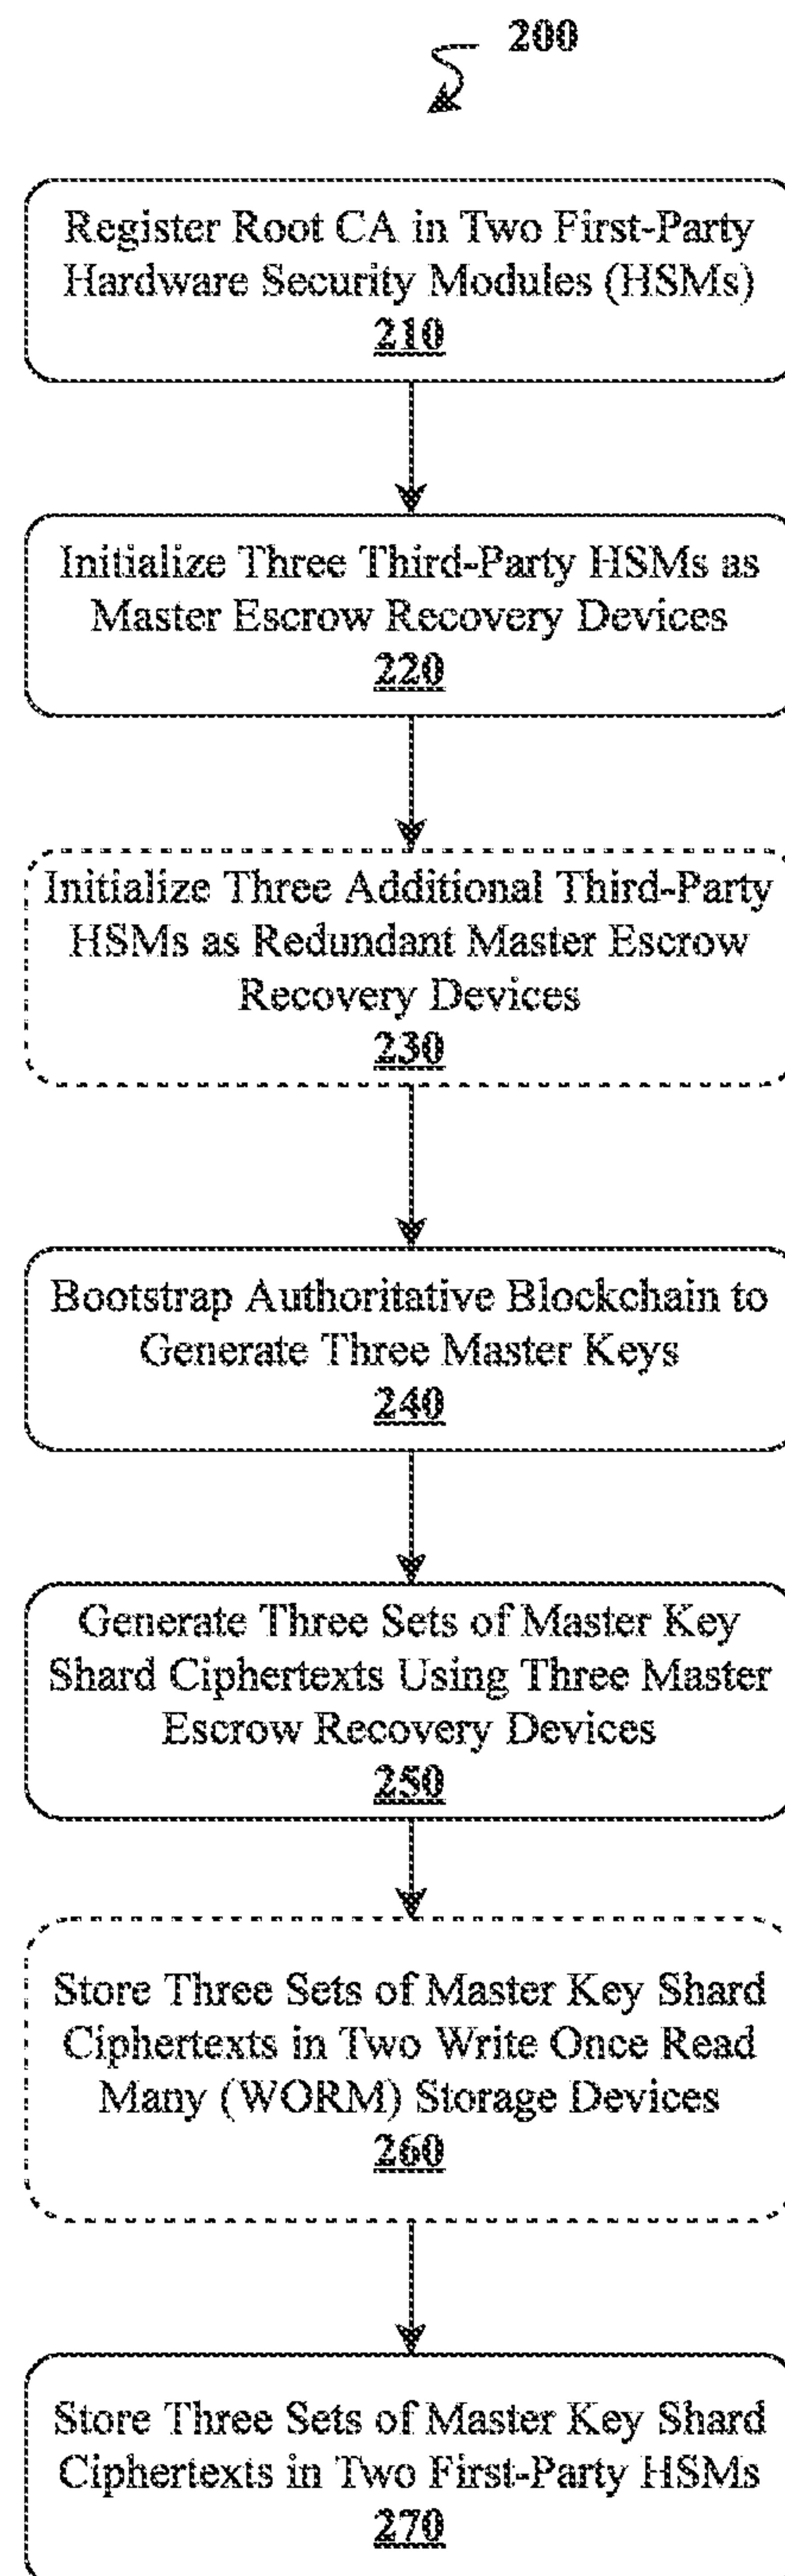 200
Register Root CA in Two First-Party
Hardware Security Modules (HSMs)
210
Initialize Three Third-Party HSMs as
Master Escrow Recovery Devices
220
Initialize Three Additional Third-Party
HSMs as Redundant Master Escrow
Recovery Devices
230
Bootstrap Authoritative Blockchain to
Generate Three Master Keys
240
Generate Three Sets of Master Key
Shard Ciphertexts Using Three Master
Escrow Recovery Devices
250
Store Three Sets of Master Key Shard
Ciphertexts in Two Write Once Read
Many (WORM) Storage Devices
260
Store Three Sets of Master Key Shard
Ciphertexts in Two First-Party HSMs
270